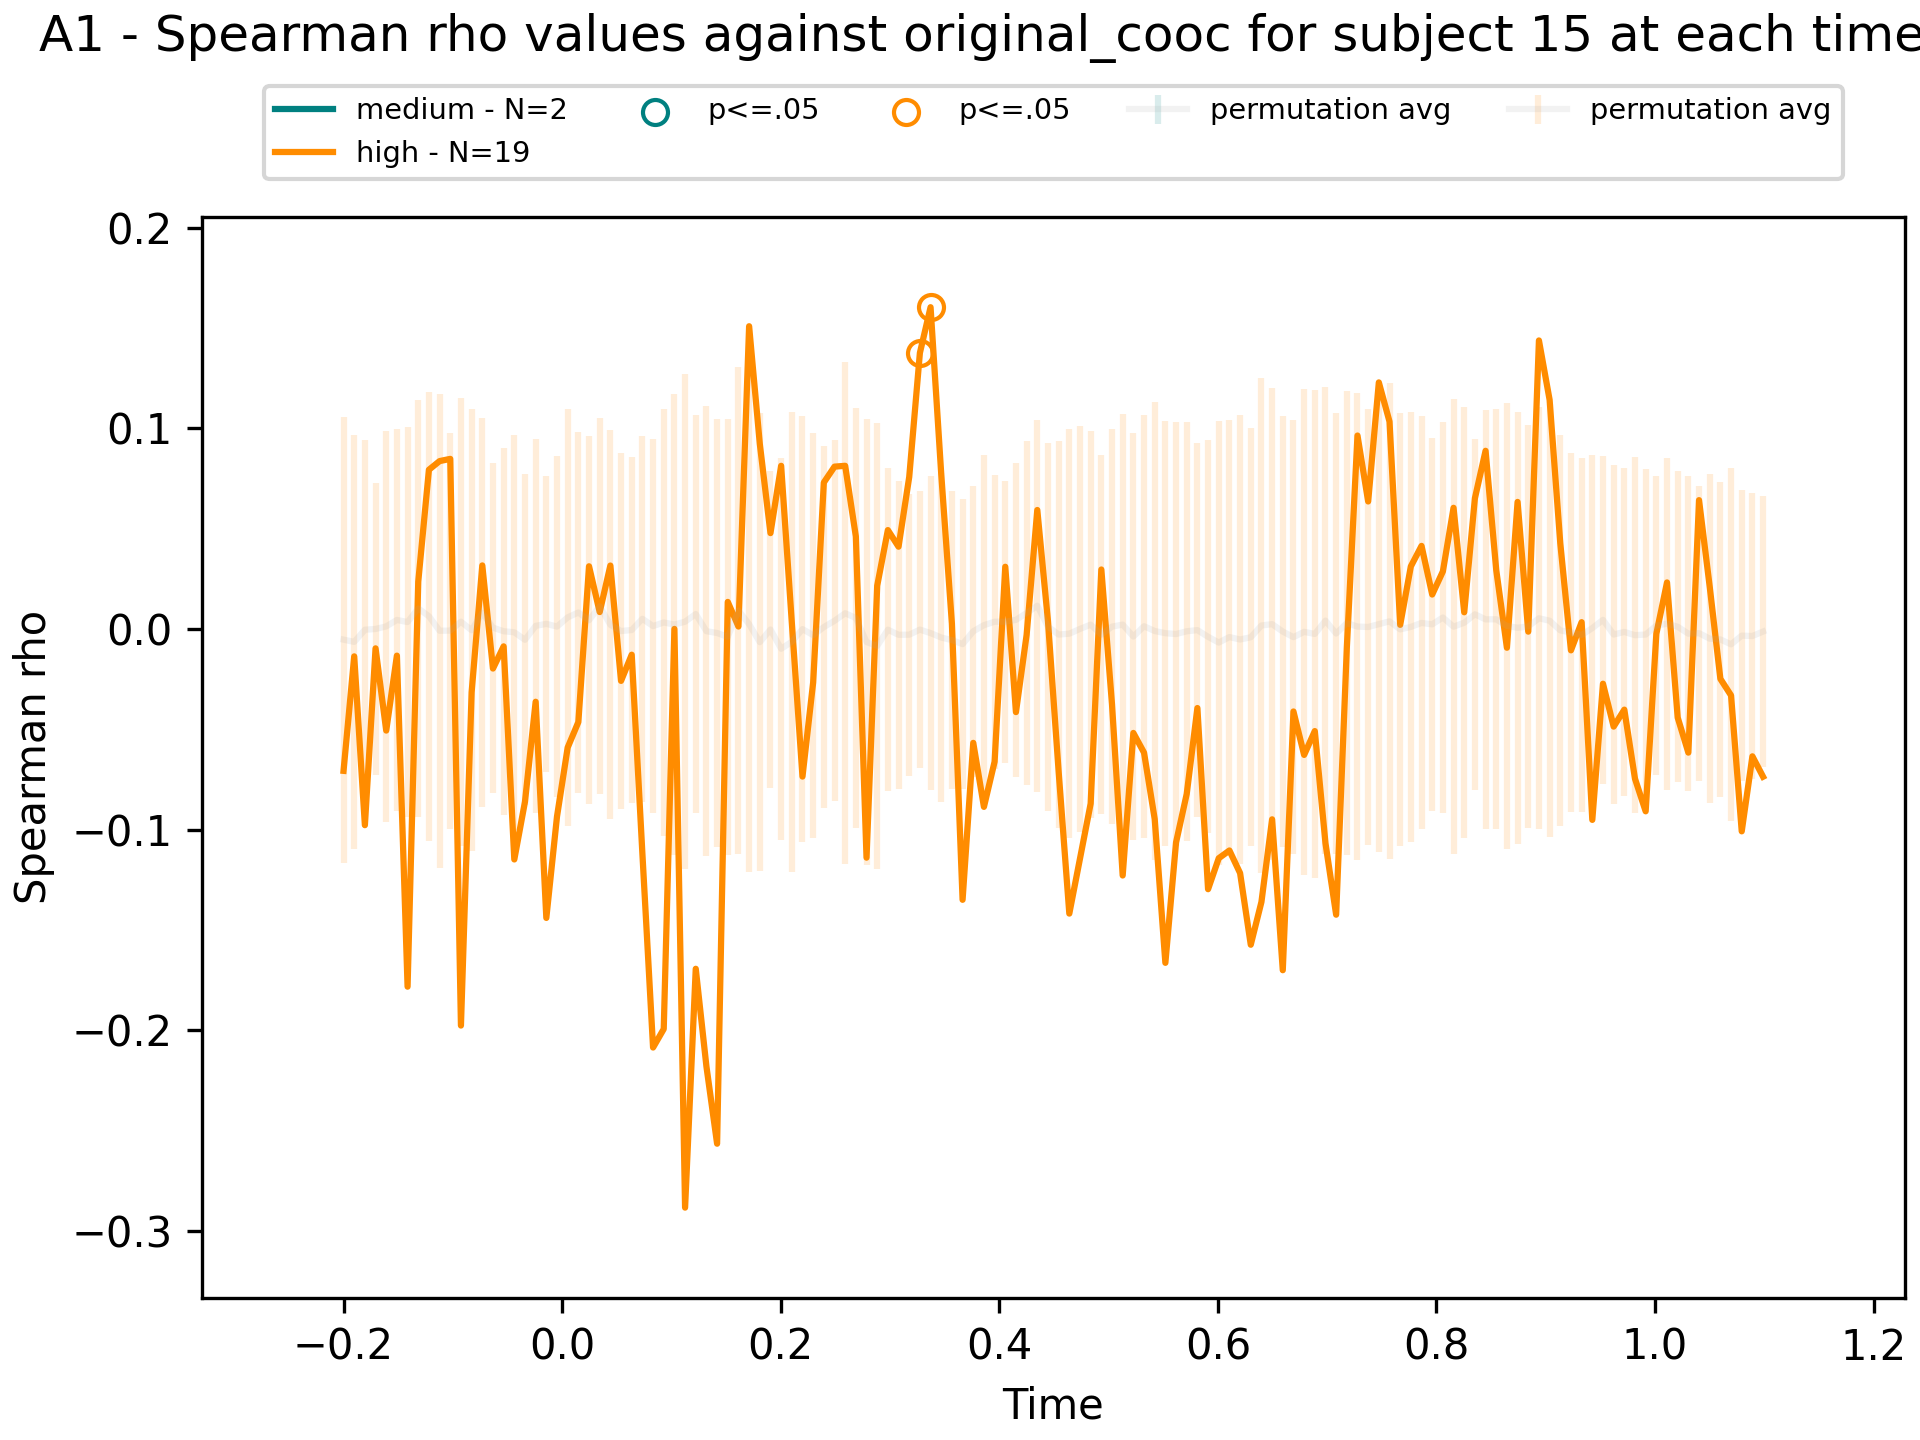 A1 - Spearman rho values against original_cooc for subject 15 at each time
medium - N=2
high - N=19
p<=.05
p<=.05
permutation avg
permutation avg
0.2
0.1
0.0
−0.1
−0.2
−0.3
Spearman rho
−0.2 0.0 0.2 0.4 0.6 0.8 1.0 1.2
Time